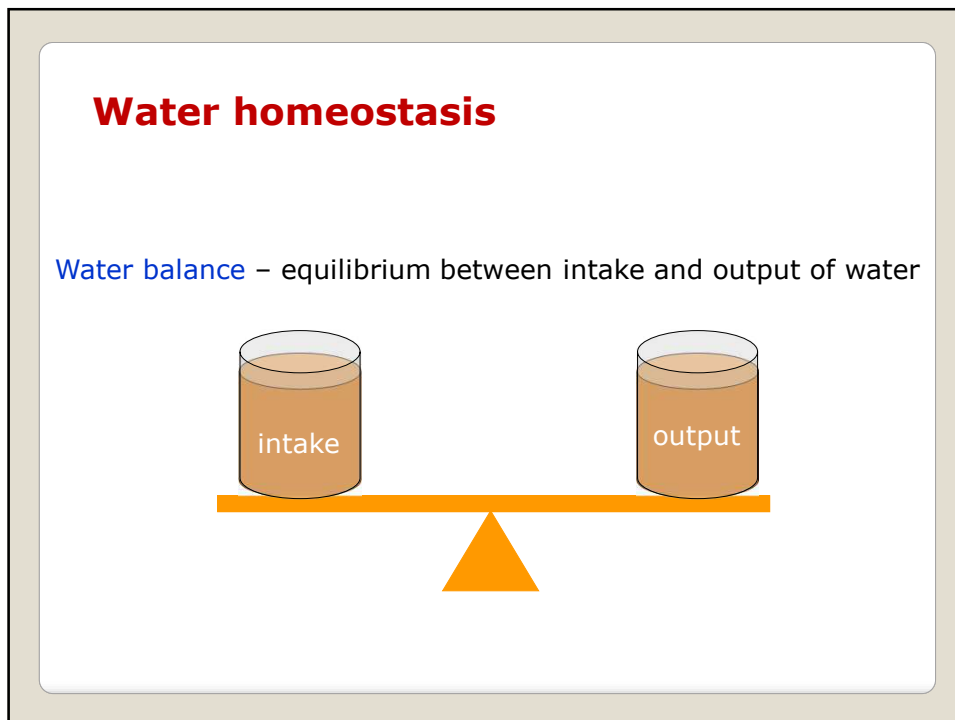 Water homeostasis
Water balance – equilibrium between intake and output of water
intake
output